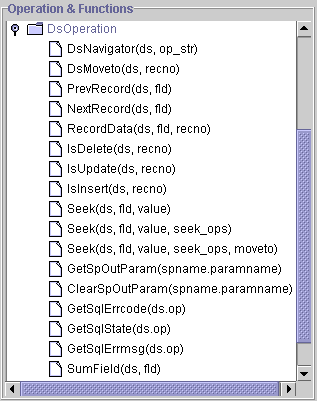 Operation & Functions
DsOperation
DsNavigator(ds, op_str)
DsMoveto(ds, recno)
PrevRecord(ds, fld)
NextRecord(ds, fld)
RecordData(ds, fld, recno)
IsDelete(ds, recno)
IsUpdate(ds, recno)
IsInsert(ds, recno)
Seek(ds, fld, value)
Seek(ds, fld, value, seek_ops)
Seek(ds, fld, value, seek_ops, moveto)
GetSpOutParam(spname.paramname)
ClearSpOutParam(spname.paramname)
GetSqlErrcode(ds.op)
GetSqlState(ds.op)
GetSqlErrmsg(ds.op)
SumField(ds, fld)